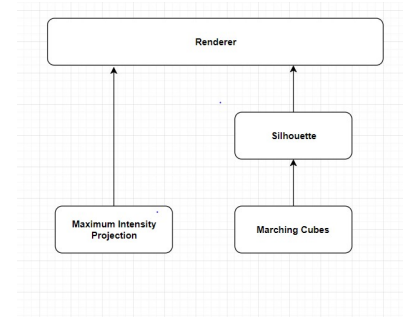 Renderer
Silhouette
Maximum Intensity
Projection
Marching Cubes